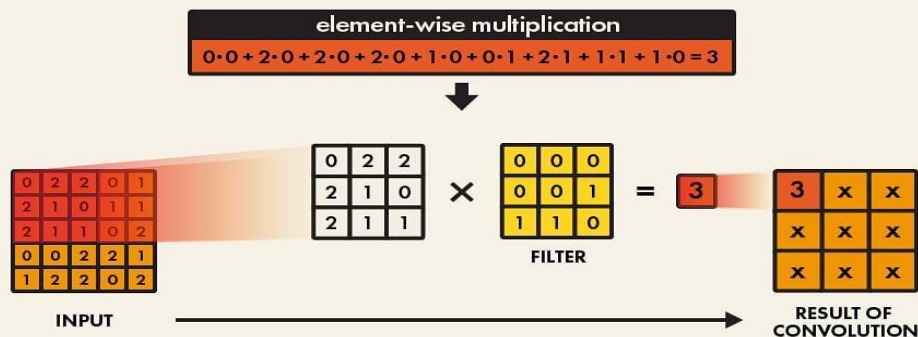 element-wise multiplication
0·0 + 2·0 + 2·0 + 2·0 + 1·0 + 0·1 + 2·1 + 1·1 + 1·0 = 3
0 2 2 0 1
2 1 0 1 1
2 1 1 0 2
0 0 2 2 1
1 2 2 0 2
INPUT
0 2 2
2 1 0
2 1 1
×
0 0 0
0 0 1
1 1 0
FILTER
=
3
3 x x
x x x
x x x
RESULT OF
CONVOLUTION